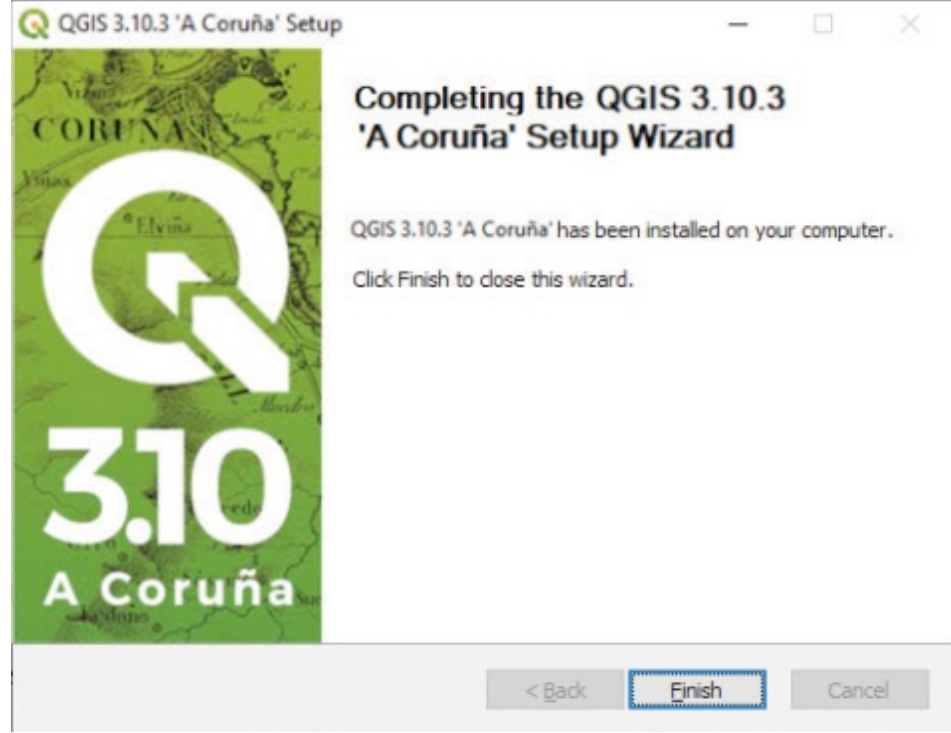 QGIS 3.10.3 'A Coruña' Setup
CORUNA
Viñas
Elviña
3.10
A Coruña
Completing the QGIS 3.10.3
'A Coruña' Setup Wizard
QGIS 3.10.3 'A Coruña' has been installed on your computer.
Click Finish to close this wizard.
< Back
Finish
Cancel